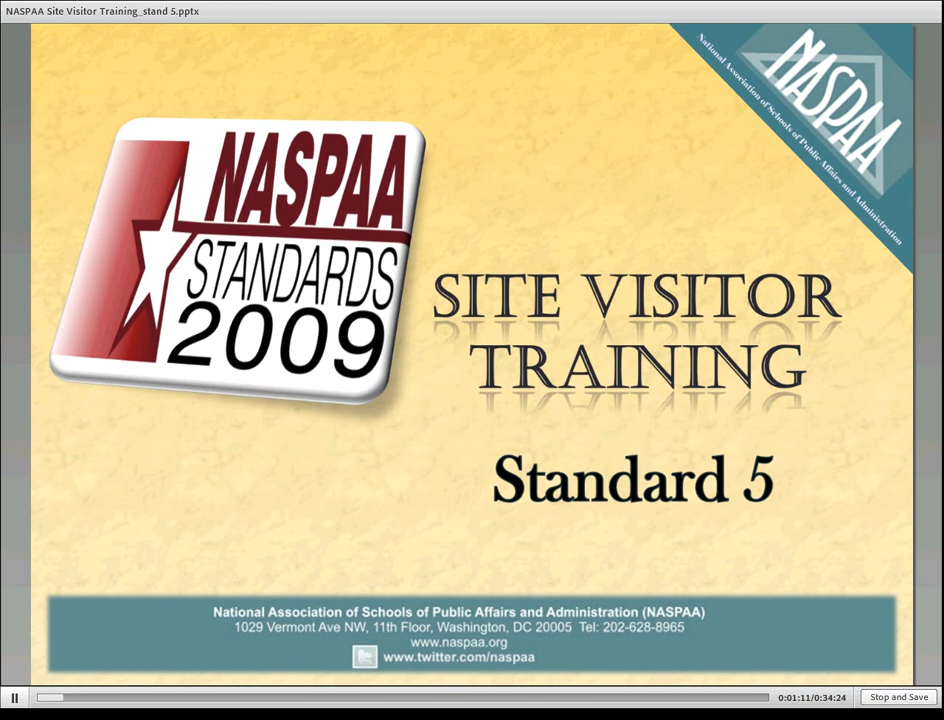 NASPAA Site Visitor Training_stand 5.pptx
National Association of Schools of Public Affairs and Administration
NASPAA
NASPAA
STANDARDS
2009
SITE VISITOR
TRAINING
Standard 5
National Association of Schools of Public Affairs and Administration (NASPAA)
1029 Vermont Ave NW, 11th Floor, Washington, DC 20005 Tel: 202-628-8965
www.naspaa.org
www.twitter.com/naspaa
0:01:11/0:34:24
Stop and Save